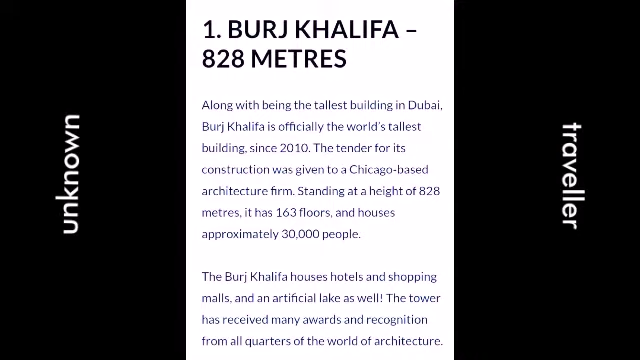 1. BURJ KHALIFA –
828 METRES
Along with being the tallest building in Dubai,
Burj Khalifa is officially the world's tallest
building, since 2010. The tender for its
construction was given to a Chicago-based
architecture firm. Standing at a height of 828
metres, it has 163 floors, and houses
approximately 30,000 people.
The Burj Khalifa houses hotels and shopping
malls, and an artificial lake as well! The tower
has received many awards and recognition
from all quarters of the world of architecture.
unknown
traveller